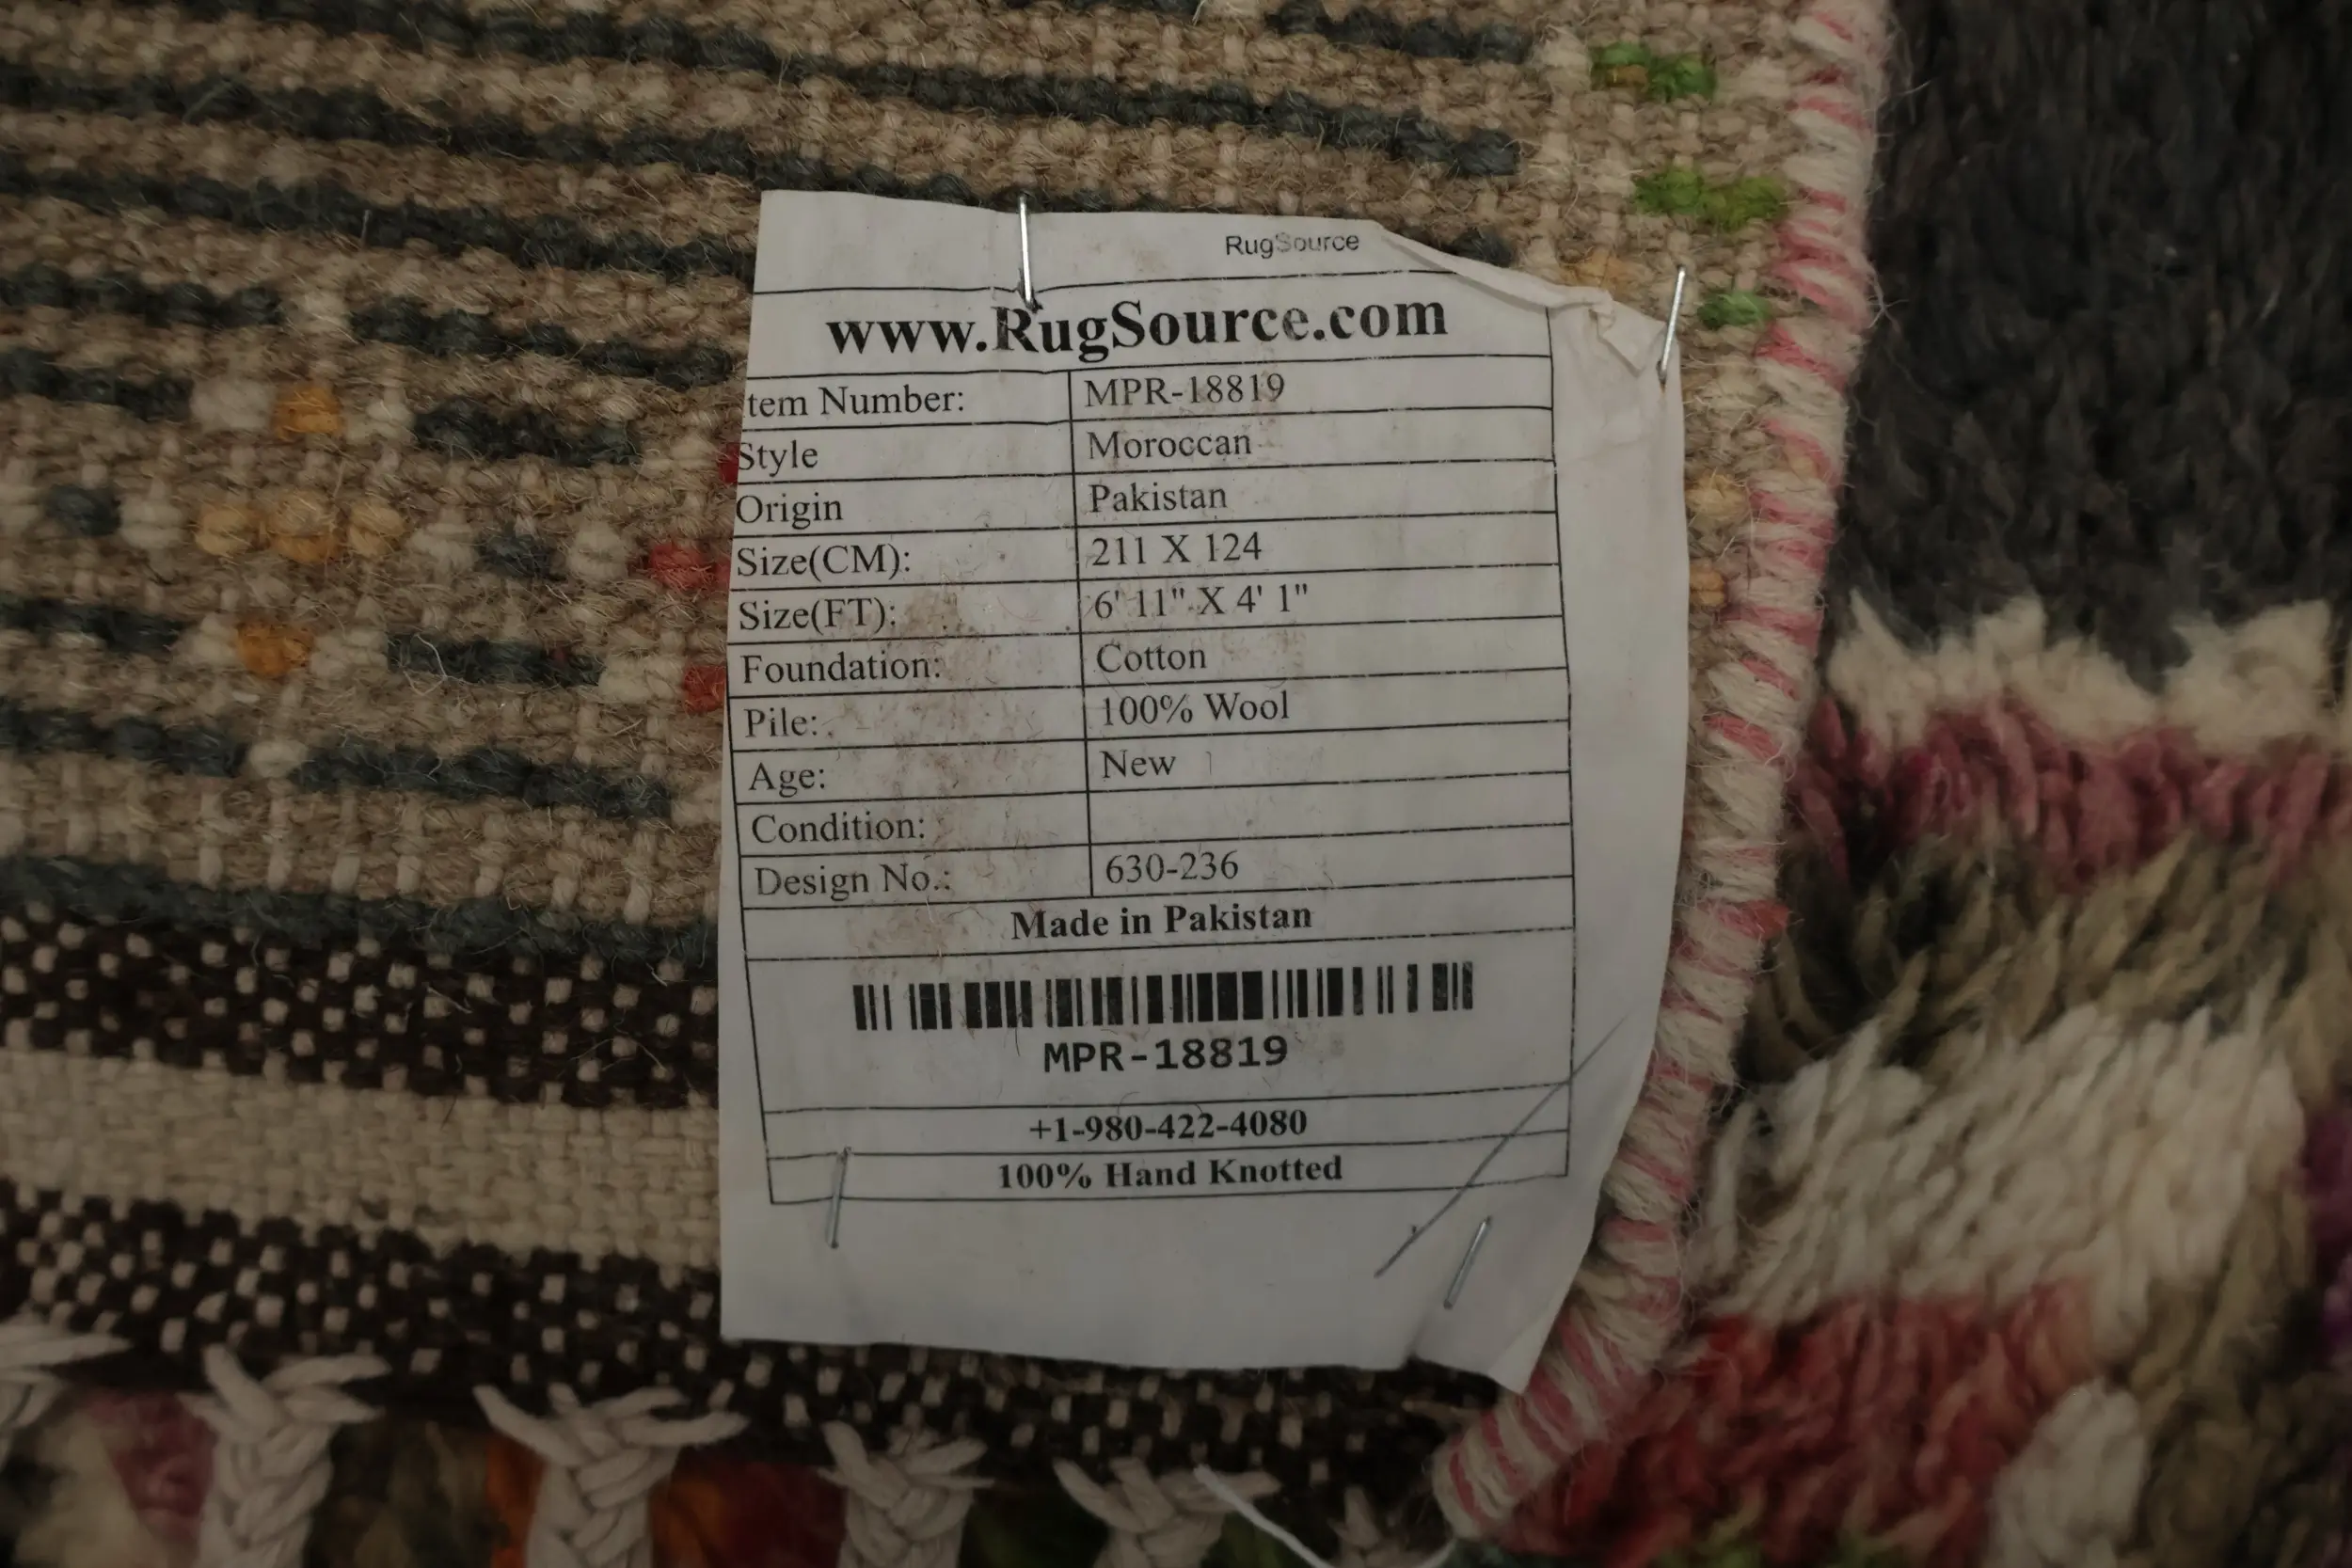 RugSource
www.RugSource.com
tem Number: MPR-18819
Style Moroccan
Origin Pakistan
Size(CM): 211 X 124
Size(FT): 6' 11" X 4' 1"
Foundation: Cotton
Pile: 100% Wool
Age: New
Condition:
Design No.: 630-236
Made in Pakistan
MPR-18819
+1-980-422-4080
100% Hand Knotted